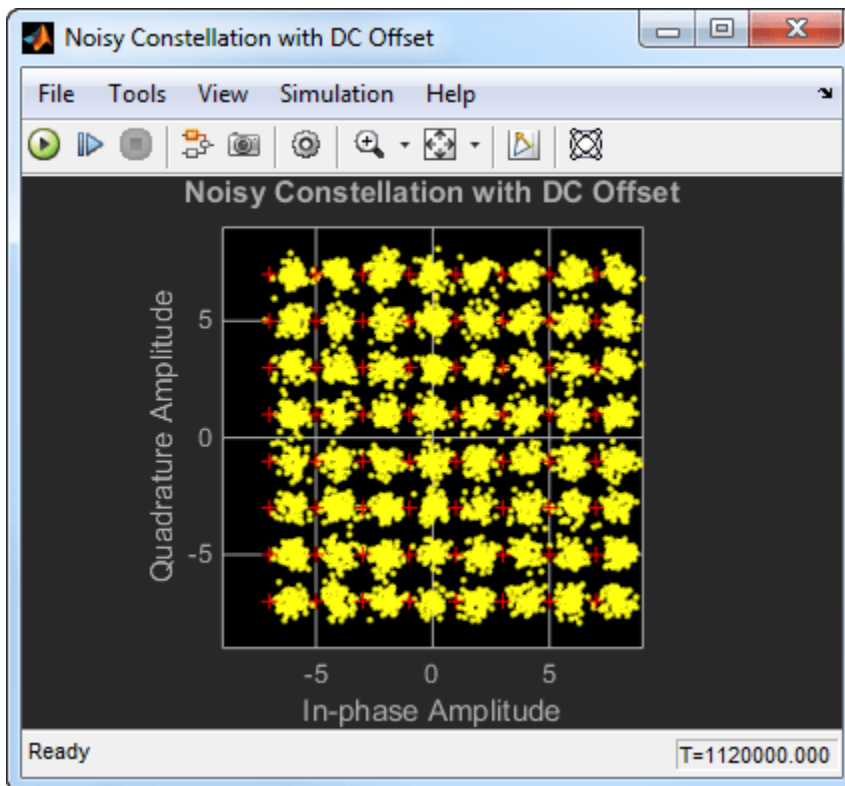 Noisy Constellation with DC Offset
File Tools View Simulation Help
Noisy Constellation with DC Offset
Quadrature Amplitude
5
0
-5
-5 0 5
In-phase Amplitude
Ready T=1120000.000